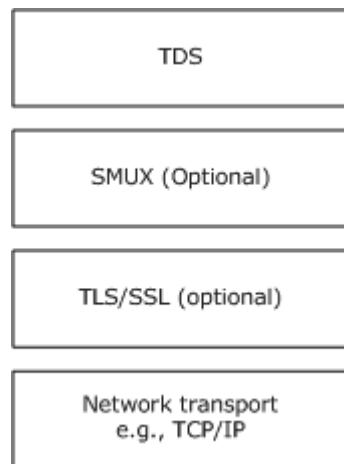 TDS
SMUX (Optional)
TLS/SSL (optional)
Network transport
e.g., TCP/IP